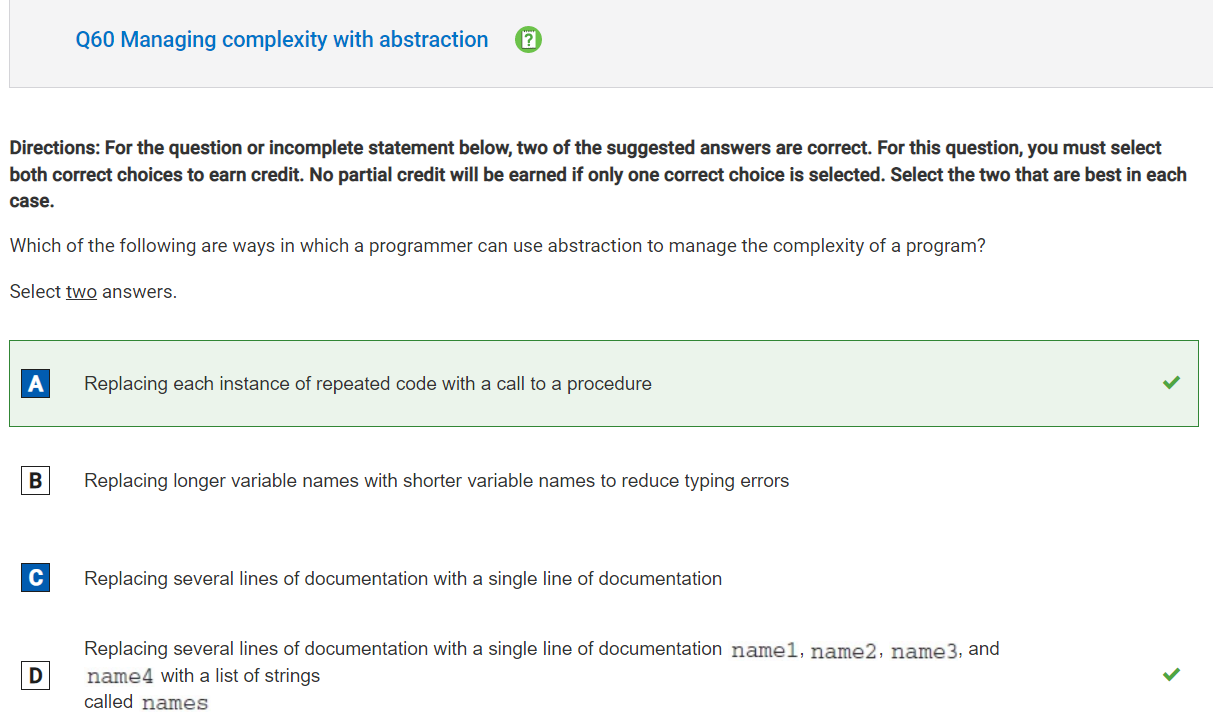 Q60 Managing complexity with abstraction ?
Directions: For the question or incomplete statement below, two of the suggested answers are correct. For this question, you must select
both correct choices to earn credit. No partial credit will be earned if only one correct choice is selected. Select the two that are best in each
case.
Which of the following are ways in which a programmer can use abstraction to manage the complexity of a program?
Select two answers.
A Replacing each instance of repeated code with a call to a procedure
B Replacing longer variable names with shorter variable names to reduce typing errors
C Replacing several lines of documentation with a single line of documentation
Replacing several lines of documentation with a single line of documentation name1, name2, name3, and
D name4 with a list of strings
called names